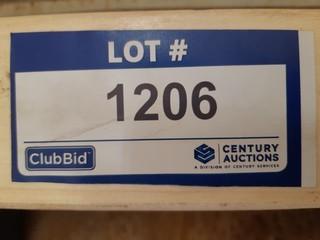 LOT #
1206
ClubBid
CENTURY
AUCTIONS
A DIVISION OF CENTURY SERVICES